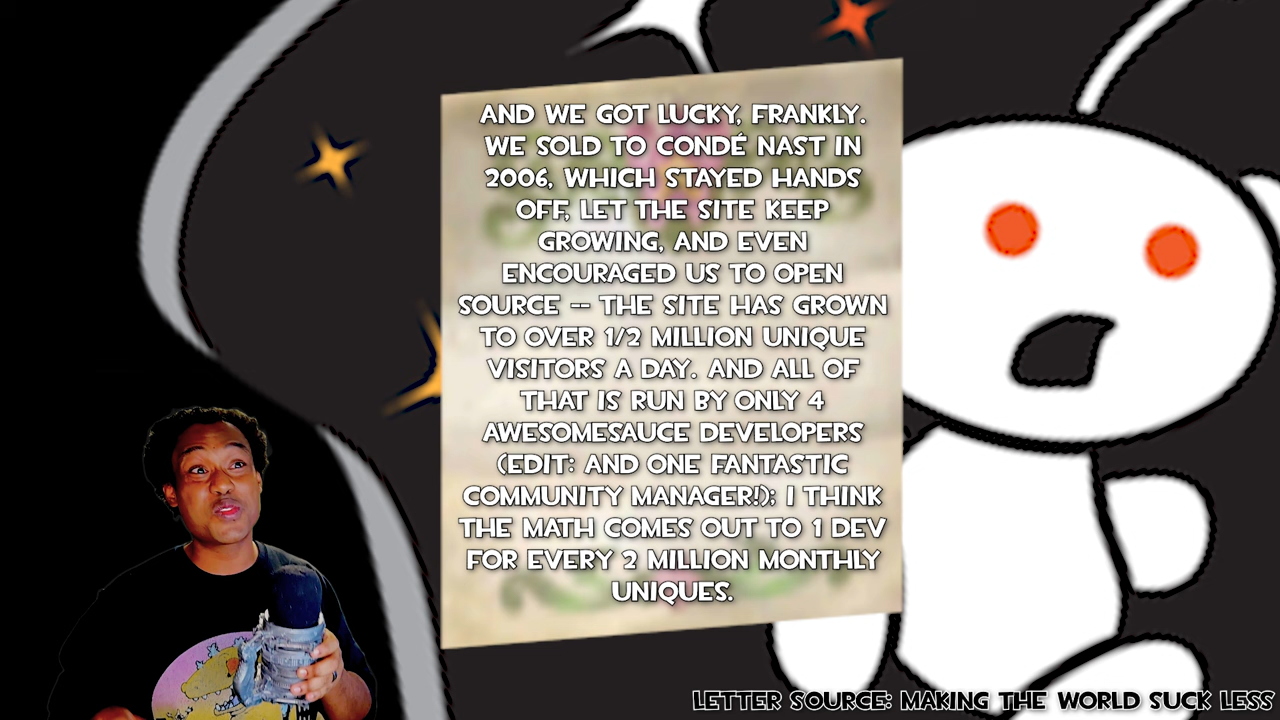 AND WE GOT LUCKY, FRANKLY.
WE SOLD TO CONDÉ NAST IN
2006, WHICH STAYED HANDS
OFF, LET THE SITE KEEP
GROWING, AND EVEN
ENCOURAGED US TO OPEN
SOURCE -- THE SITE HAS GROWN
TO OVER 1/2 MILLION UNIQUE
VISITORS A DAY. AND ALL OF
THAT IS RUN BY ONLY 4
AWESOMESAUCE DEVELOPERS
(EDIT: AND ONE FANTASTIC
COMMUNITY MANAGER!); I THINK
THE MATH COMES OUT TO 1 DEV
FOR EVERY 2 MILLION MONTHLY
UNIQUES.
LETTER SOURCE: MAKING THE WORLD SUCK LESS